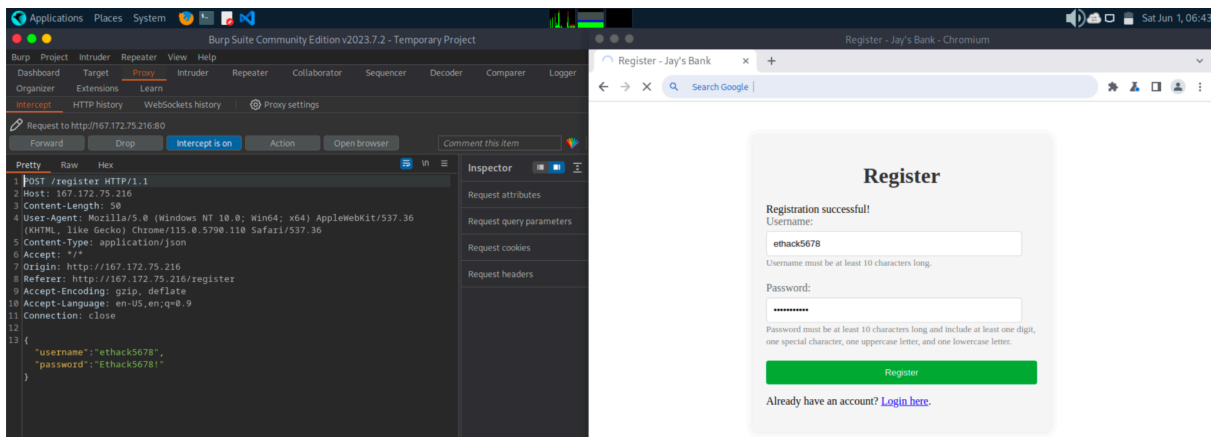 Applications Places System
Sat Jun 1, 06:43
Burp Suite Community Edition v2023.7.2 - Temporary Project
Burp Project Intruder Repeater View Help
Dashboard Target Proxy Intruder Repeater Collaborator Sequencer Decoder Comparer Logger
Organizer Extensions Learn
Intercept HTTP history WebSockets history Proxy settings
Request to http://167.172.75.216:80
Forward Drop Intercept is on Action Open browser Comment this item
Pretty Raw Hex
\n
1 POST /register HTTP/1.1
2 Host: 167.172.75.216
3 Content-Length: 50
4 User-Agent: Mozilla/5.0 (Windows NT 10.0; Win64; x64) AppleWebKit/537.36
(KHTML, like Gecko) Chrome/115.0.5790.110 Safari/537.36
5 Content-Type: application/json
6 Accept: */*
7 Origin: http://167.172.75.216
8 Referer: http://167.172.75.216/register
9 Accept-Encoding: gzip, deflate
10 Accept-Language: en-US,en;q=0.9
11 Connection: close
12
13 {
"username":"ethack5678",
"password":"Ethack5678!"
}
Inspector
Request attributes
Request query parameters
Request cookies
Request headers
Register - Jay's Bank - Chromium
Register - Jay's Bank
Search Google
Register
Registration successful!
Username:
ethack5678
Username must be at least 10 characters long.
Password:
•••••••••••
Password must be at least 10 characters long and include at least one digit,
one special character, one uppercase letter, and one lowercase letter.
Register
Already have an account? Login here.